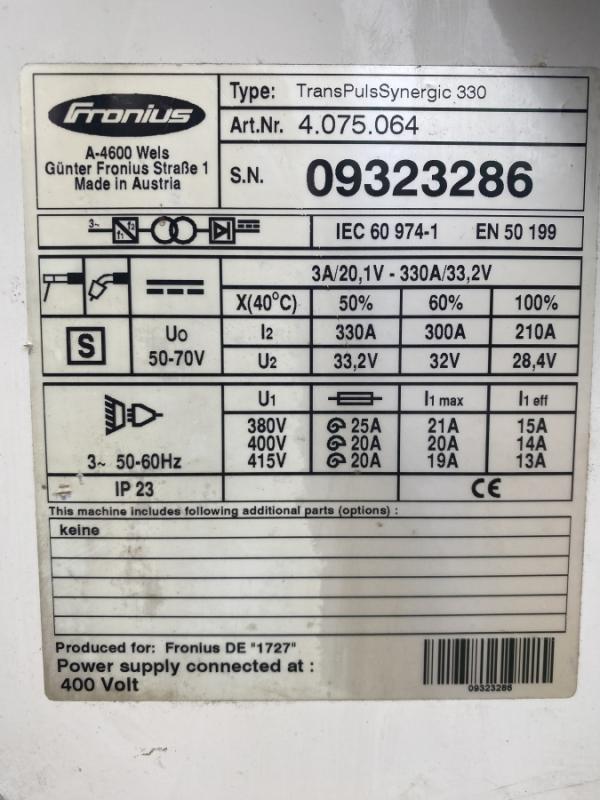 Fronius
A-4600 Wels
Günter Fronius Straße 1
Made in Austria
Type: TransPulsSynergic 330
Art.Nr. 4.075.064
S.N. 09323286
3~ f1 f2
IEC 60 974-1 EN 50 199
3A/20,1V - 330A/33,2V
X(40°C) 50% 60% 100%
S
Uo
50-70V
I2 330A 300A 210A
U2 33,2V 32V 28,4V
3~ 50-60Hz
U1 I1 max I1 eff
380V 25A 21A 15A
400V 20A 20A 14A
415V 20A 19A 13A
IP 23 CE
This machine includes following additional parts (options) :
keine
Produced for: Fronius DE "1727"
Power supply connected at :
400 Volt
09323286